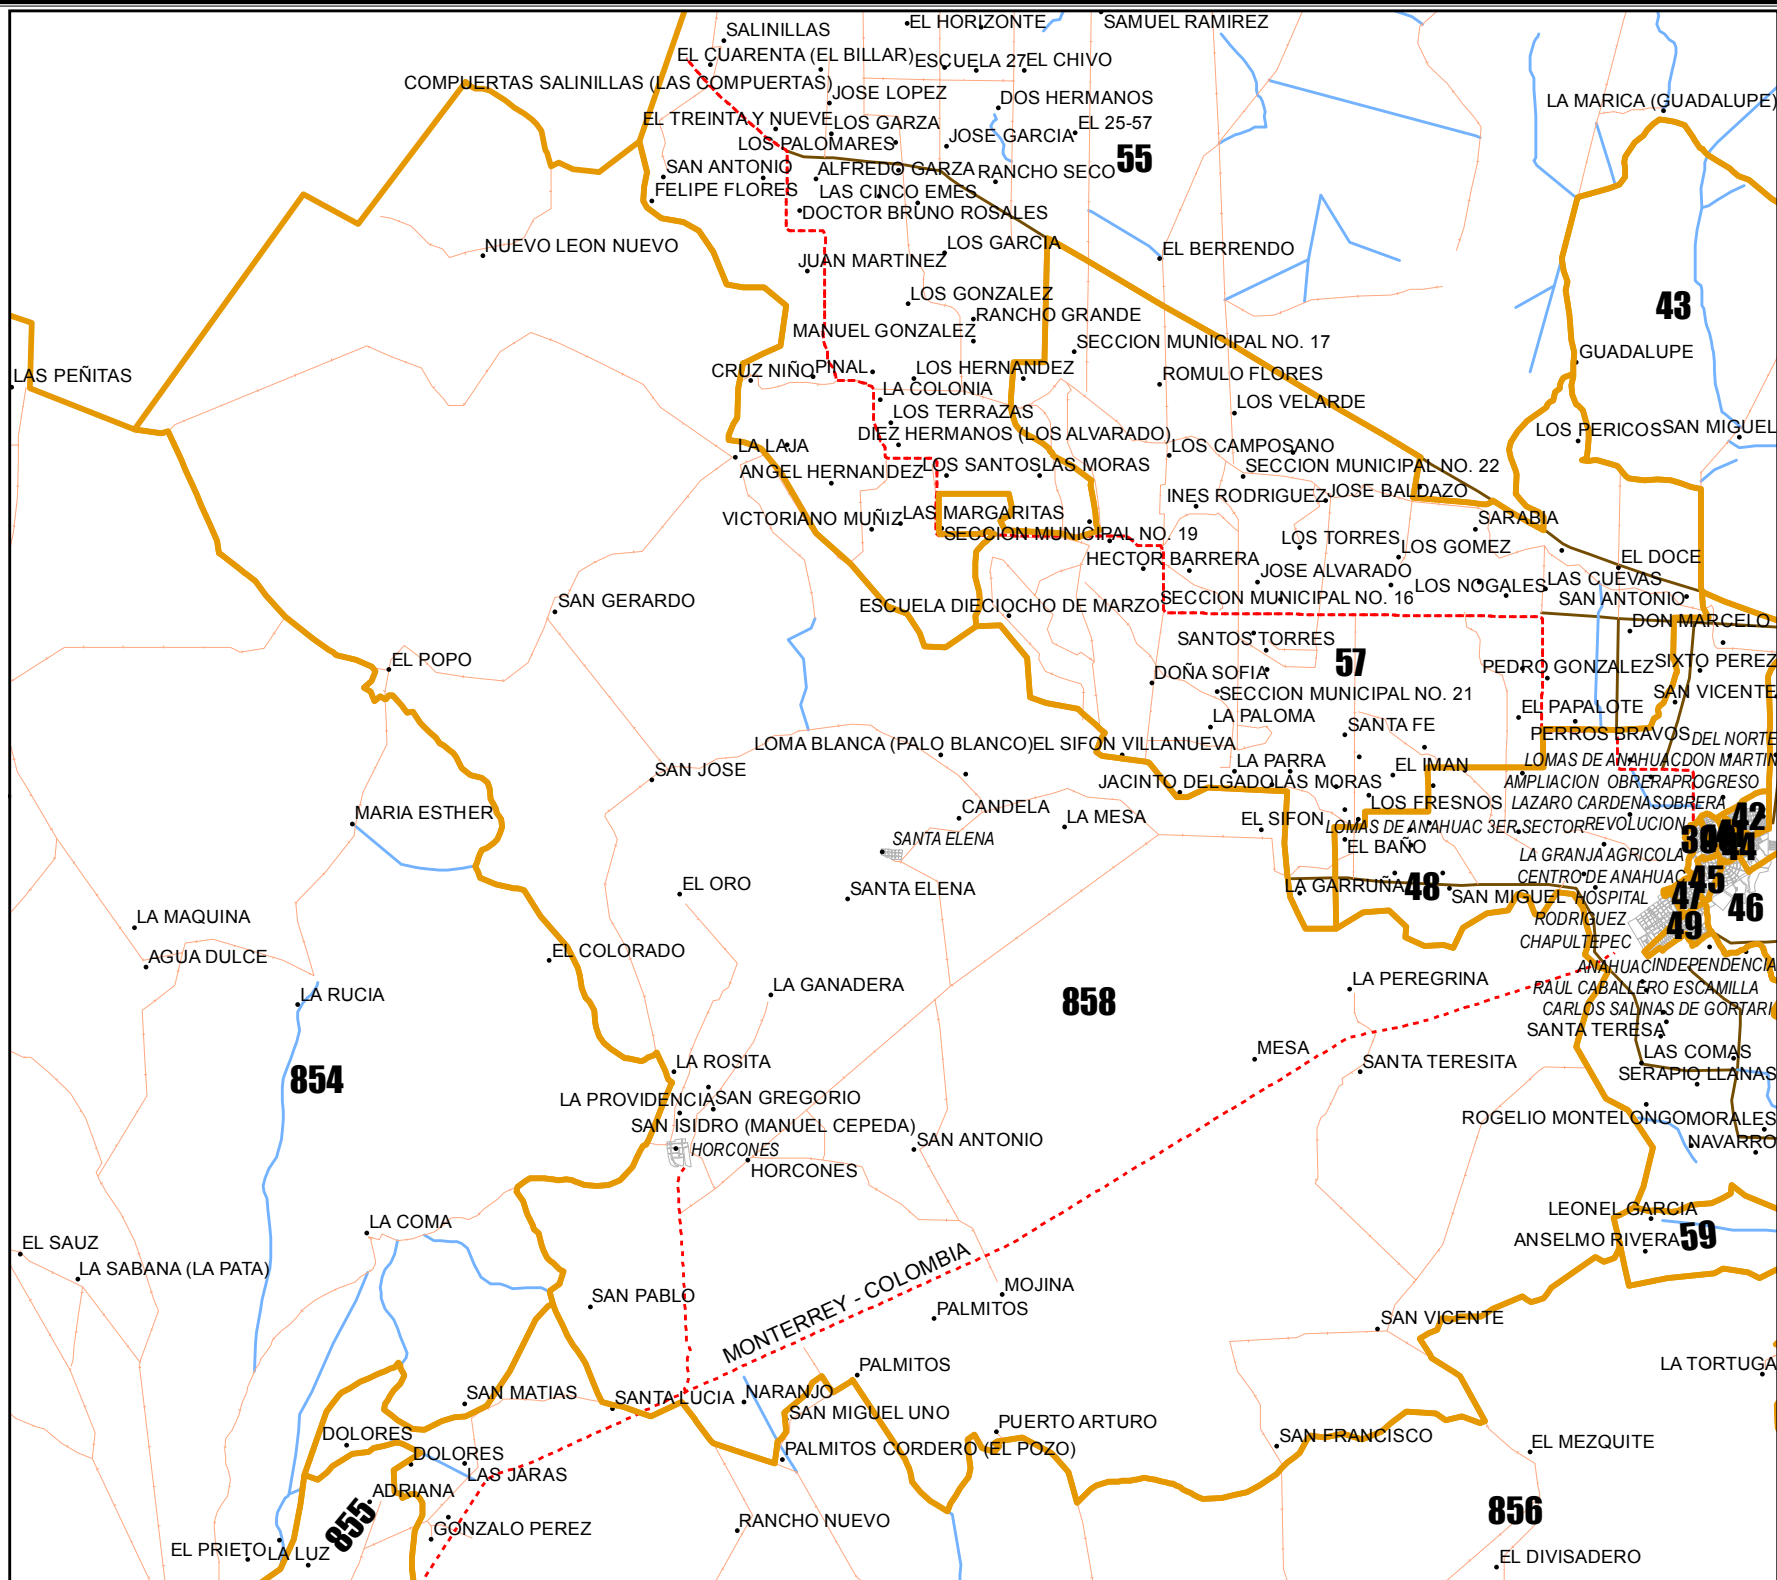 SALINILLAS
EL HORIZONTE
SAMUEL RAMIREZ
EL CUARENTA (EL BILLAR)
ESCUELA 27
EL CHIVO
COMPUERTAS SALINILLAS (LAS COMPUERTAS)
JOSE LOPEZ
DOS HERMANOS
LA MARICA (GUADALUPE)
EL TREINTA Y NUEVE
LOS GARZA
JOSE GARCIA
EL 25-57
LOS PALOMARES
55
SAN ANTONIO
ALFREDO GARZA
RANCHO SECO
FELIPE FLORES
LAS CINCO EMES
DOCTOR BRUNO ROSALES
NUEVO LEON NUEVO
LOS GARCIA
EL BERRENDO
JUAN MARTINEZ
LOS GONZALEZ
43
RANCHO GRANDE
MANUEL GONZALEZ
SECCION MUNICIPAL NO. 17
GUADALUPE
LAS PEÑITAS
CRUZ NIÑO
PINAL
LOS HERNANDEZ
ROMULO FLORES
LA COLONIA
LOS TERRAZAS
LOS VELARDE
DIEZ HERMANOS (LOS ALVARADO)
LOS PERICOS
SAN MIGUEL
LA LAJA
LOS CAMPOSANO
ANGEL HERNANDEZ
LOS SANTOS
LAS MORAS
SECCION MUNICIPAL NO. 22
INES RODRIGUEZ
JOSE BALDAZO
VICTORIANO MUÑIZ
LAS MARGARITAS
SARABIA
SECCION MUNICIPAL NO. 19
LOS TORRES
LOS GOMEZ
HECTOR BARRERA
EL DOCE
JOSE ALVARADO
LOS NOGALES
LAS CUEVAS
SAN GERARDO
ESCUELA DIECIOCHO DE MARZO
SECCION MUNICIPAL NO. 16
SAN ANTONIO
DON MARCELO
SANTOS TORRES
EL POPO
57
PEDRO GONZALEZ
SIXTO PEREZ
DOÑA SOFIA
SECCION MUNICIPAL NO. 21
SAN VICENTE
LA PALOMA
SANTA FE
EL PAPALOTE
PERROS BRAVOS
DEL NORTE
LOMA BLANCA (PALO BLANCO)
EL SIFON VILLANUEVA
SAN JOSE
LA PARRA
EL IMAN
LOMAS DE ANAHUAC
DON MARTIN
JACINTO DELGADO
LAS MORAS
AMPLIACION OBRERA
PROGRESO
MARIA ESTHER
CANDELA
LA MESA
LOS FRESNOS
LAZARO CARDENAS
OBRERA
EL SIFON
LOMAS DE ANAHUAC 3ER SECTOR
REVOLUCION
42
SANTA ELENA
EL BAÑO
44
LA GRANJA
AGRICOLA
EL ORO
SANTA ELENA
LA GARRUÑA
48
CENTRO DE ANAHUAC
45
SAN MIGUEL
HOSPITAL
47
46
LA MAQUINA
RODRIGUEZ
49
AGUA DULCE
EL COLORADO
CHAPULTEPEC
LA GANADERA
LA PEREGRINA
ANAHUAC
INDEPENDENCIA
LA RUCIA
858
RAUL CABALLERO ESCAMILLA
CARLOS SALINAS DE GORTARI
SANTA TERESA
MESA
LAS COMAS
854
LA ROSITA
SANTA TERESITA
SERAPIO LLANAS
LA PROVIDENCIA
SAN GREGORIO
SAN ISIDRO (MANUEL CEPEDA)
ROGELIO MONTELONGO
MORALES
HORCONES
SAN ANTONIO
NAVARRO
HORCONES
LA COMA
LEONEL GARCIA
EL SAUZ
ANSELMO RIVERA
59
LA SABANA (LA PATA)
MONTERREY - COLOMBIA
SAN PABLO
MOJINA
PALMITOS
SAN VICENTE
PALMITOS
LA TORTUGA
SAN MATIAS
SANTA LUCIA
NARANJO
SAN MIGUEL UNO
PUERTO ARTURO
DOLORES
SAN FRANCISCO
DOLORES
PALMITOS CORDERO (EL POZO)
EL MEZQUITE
LAS JARAS
ADRIANA
855
856
GONZALO PEREZ
RANCHO NUEVO
EL PRIETO
LA LUZ
EL DIVISADERO